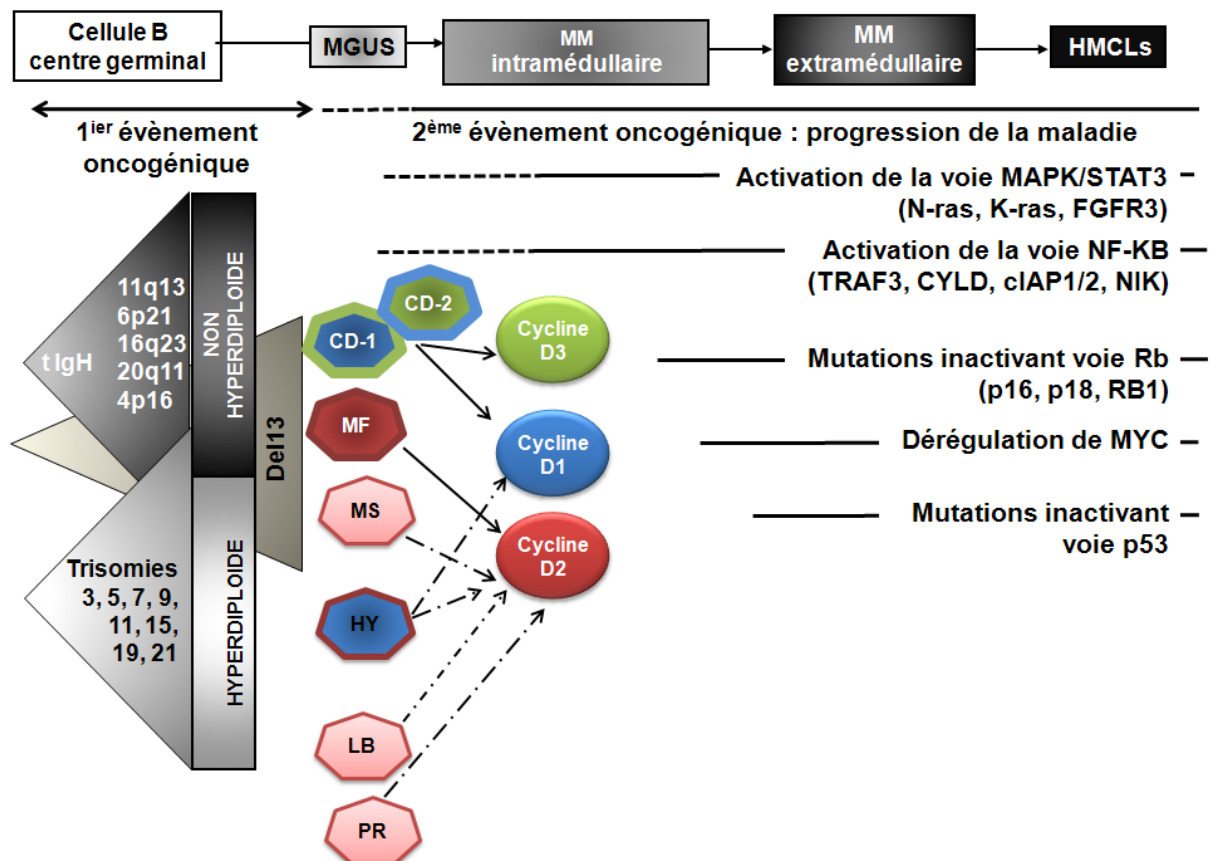 Cellule B
centre germinal
MGUS
MM
intramédullaire
MM
extramédullaire
HMCLs
1ier évènement
oncogénique
2ème évènement oncogénique : progression de la maladie
Activation de la voie MAPK/STAT3
(N-ras, K-ras, FGFR3)
Activation de la voie NF-KB
(TRAF3, CYLD, cIAP1/2, NIK)
Mutations inactivant voie Rb
(p16, p18, RB1)
Dérégulation de MYC
Mutations inactivant
voie p53
t IgH
11q13
6p21
16q23
20q11
4p16
NON
HYPERDIPLOIDE
Trisomies
3, 5, 7, 9,
11, 15,
19, 21
HYPERDIPLOIDE
Del13
CD-1
CD-2
MF
MS
HY
LB
PR
Cycline
D3
Cycline
D1
Cycline
D2